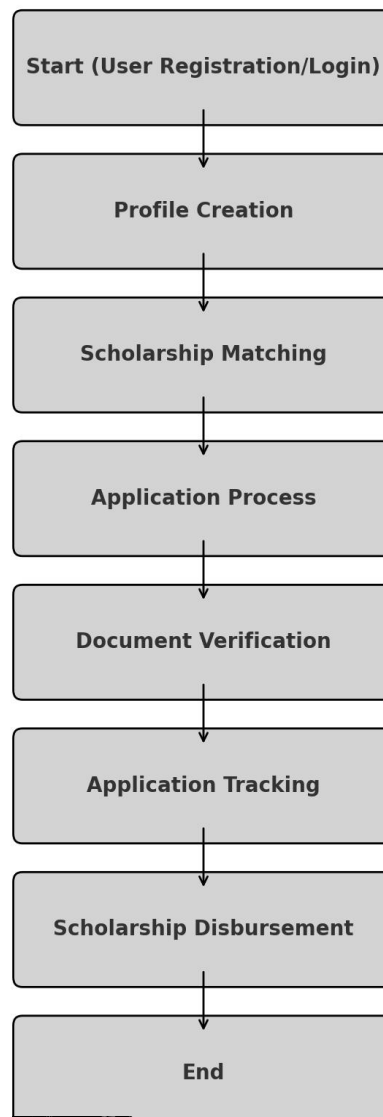 Start (User Registration/Login)
Profile Creation
Scholarship Matching
Application Process
Document Verification
Application Tracking
Scholarship Disbursement
End